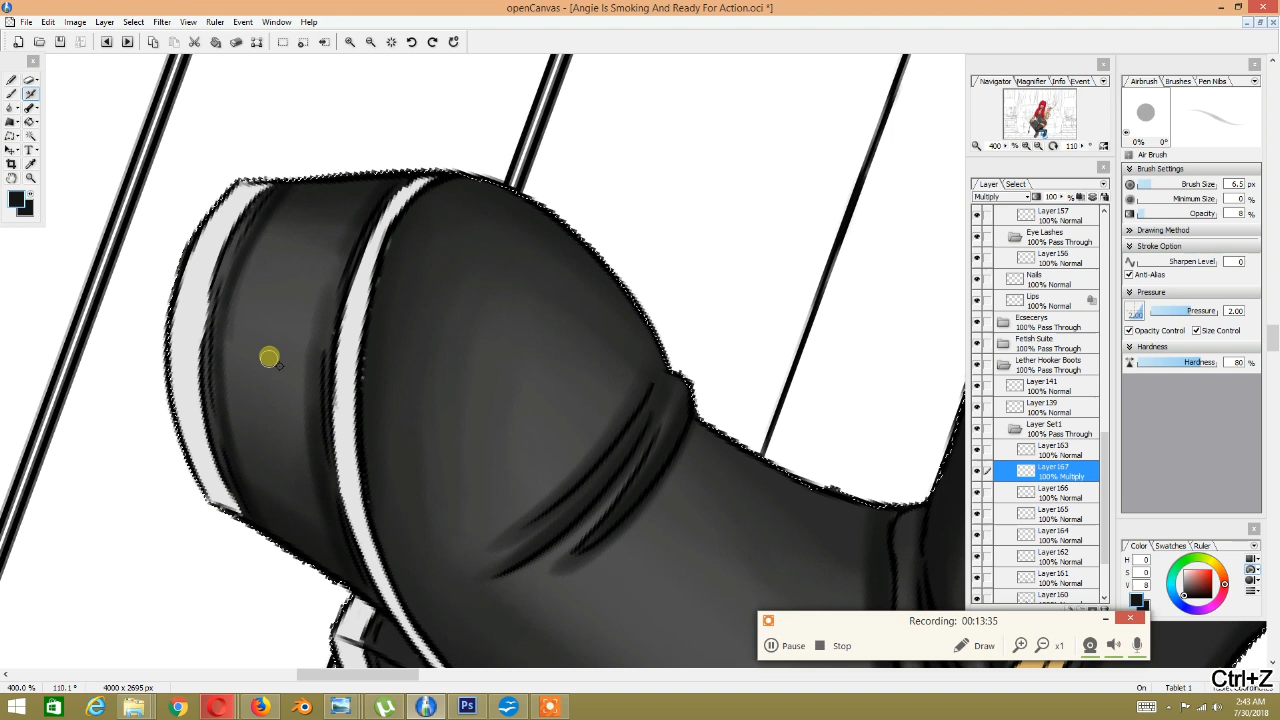 openCanvas - [Angie Is Smoking And Ready For Action.oci *]
File Edit View Layer Select Filter Ruler Event Window Help
Navigator Magnifier Info Event
400 % 110
Airbrush Brushes Pen Nibs
0% 0°
Air Brush
Brush Settings
Brush Size 6.5 px
Minimum Size 0 %
Opacity 8 %
Drawing Method
Stroke Option
Sharpen Level 0
Anti-Alias
Pressure
2.00 Pressure 2.00
Opacity Control Size Control
Hardness
Hardness 80 %
Layer Select
Multiply 100 %
Layer157
100% Normal
Eye Lashes
100% Pass Through
Layer156
100% Normal
Nails
100% Normal
Lips
100% Normal
Ecsecerys
100% Pass Through
Fetish Suite
100% Pass Through
Lether Hooker Boots
100% Pass Through
Layer141
100% Normal
Layer139
100% Normal
Layer Set1
100% Pass Through
Layer163
100% Normal
Layer167
100% Multiply
Layer166
100% Normal
Layer165
100% Normal
Layer164
100% Normal
Layer162
100% Normal
Layer161
100% Normal
Layer160
100% Normal
Color Swatches Ruler
H 0
S 0
V 8
Recording: 00:13:35
Pause Stop Draw x1
Ctrl+Z
400.0 % 110.1 ° 4000 x 2695 px On Tablet 1
Ps
2:43 AM
7/30/2018